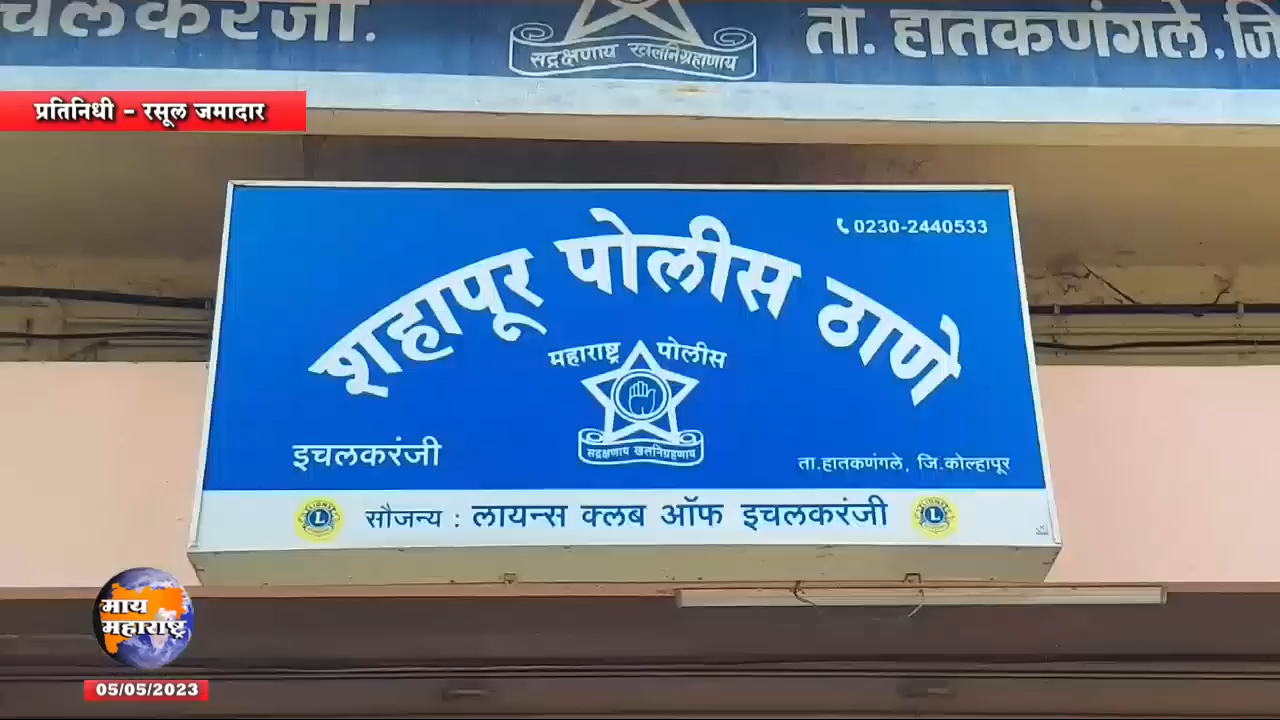 चलकरंजी.
सद्रक्षणाय खलनिग्रहणाय
ता. हातकणंगले, जि
प्रतिनिधी - रसूल जमादार
0230-2440533
शहापूर पोलीस ठाणे
महाराष्ट्र पोलीस
सद्रक्षणाय खलनिग्रहणाय
इचलकरंजी
ता.हातकणंगले, जि.कोल्हापूर
L
सौजन्य : लायन्स क्लब ऑफ इचलकरंजी
L
माय
महाराष्ट्र
05/05/2023